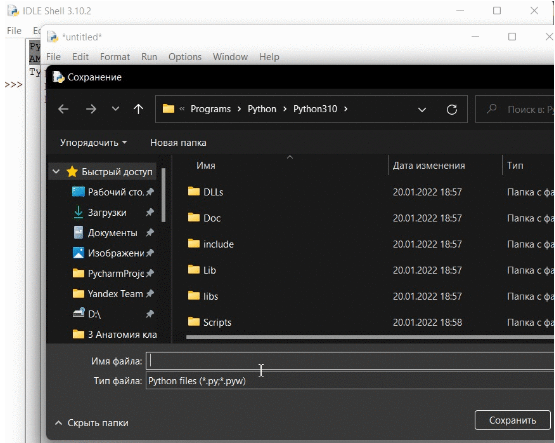 IDLE Shell 3.10.2
File
*untitled*
File Edit Format Run Options Window Help
>>>
Сохранение
« Programs › Python › Python310 ›
Поиск в: Py
Упорядочить
Новая папка
Имя
Дата изменения
Тип
Быстрый доступ
Рабочий сто.
Загрузки
Документы
Изображени
PycharmProje
Yandex Team
D:\
3 Анатомия кла
DLLs 20.01.2022 18:57 Папка с фа
Doc 20.01.2022 18:57 Папка с фа
include 20.01.2022 18:57 Папка с фа
Lib 20.01.2022 18:57 Папка с фа
libs 20.01.2022 18:57 Папка с фа
Scripts 20.01.2022 18:58 Папка с фа
Имя файла:
Тип файла: Python files (*.py;*.pyw)
Скрыть папки
Сохранить